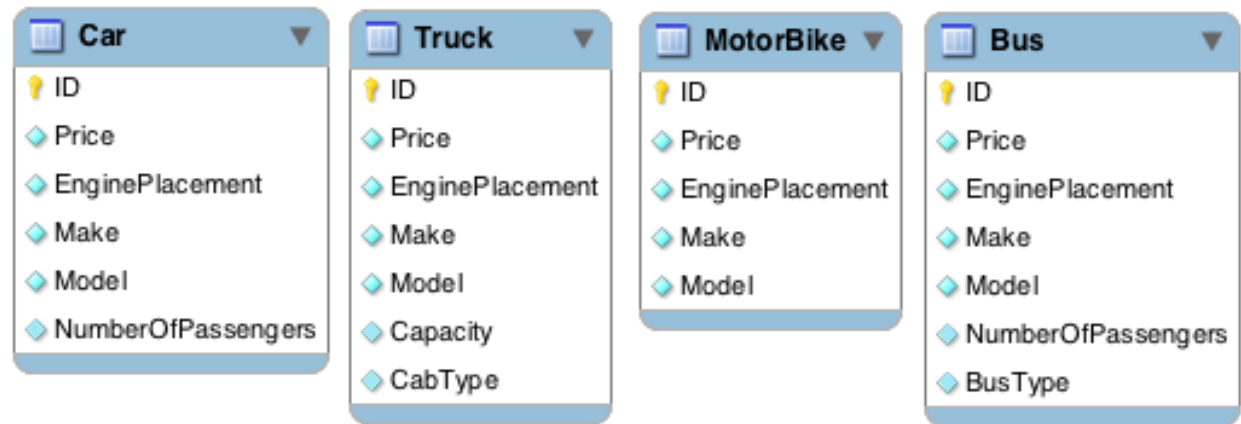 Car
ID
Price
EnginePlacement
Make
Model
NumberOfPassengers
Truck
ID
Price
EnginePlacement
Make
Model
Capacity
CabType
MotorBike
ID
Price
EnginePlacement
Make
Model
Bus
ID
Price
EnginePlacement
Make
Model
NumberOfPassengers
BusType